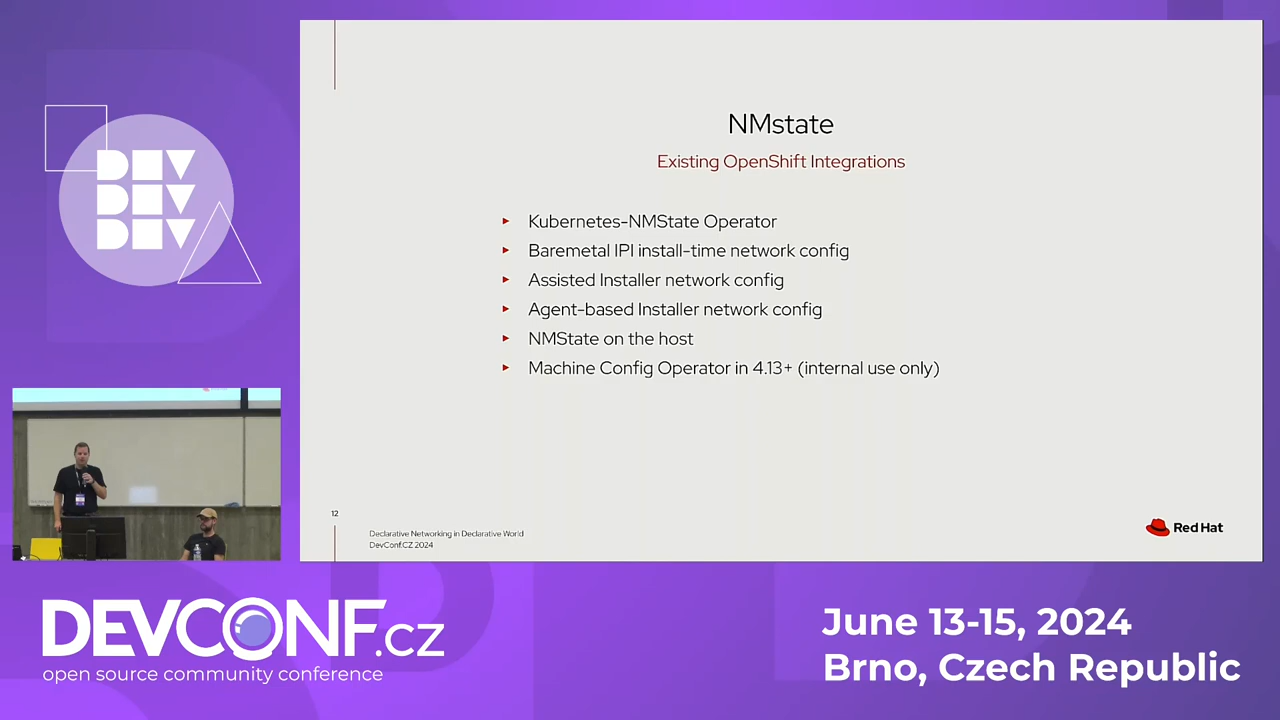 DEV
DEV
DEV
NMstate
Existing OpenShift Integrations
Kubernetes-NMState Operator
Baremetal IPI install-time network config
Assisted Installer network config
Agent-based Installer network config
NMState on the host
Machine Config Operator in 4.13+ (internal use only)
12
Declarative Networking in Declarative World
DevConf.CZ 2024
Red Hat
DEVCONF.cz
open source community conference
June 13-15, 2024
Brno, Czech Republic